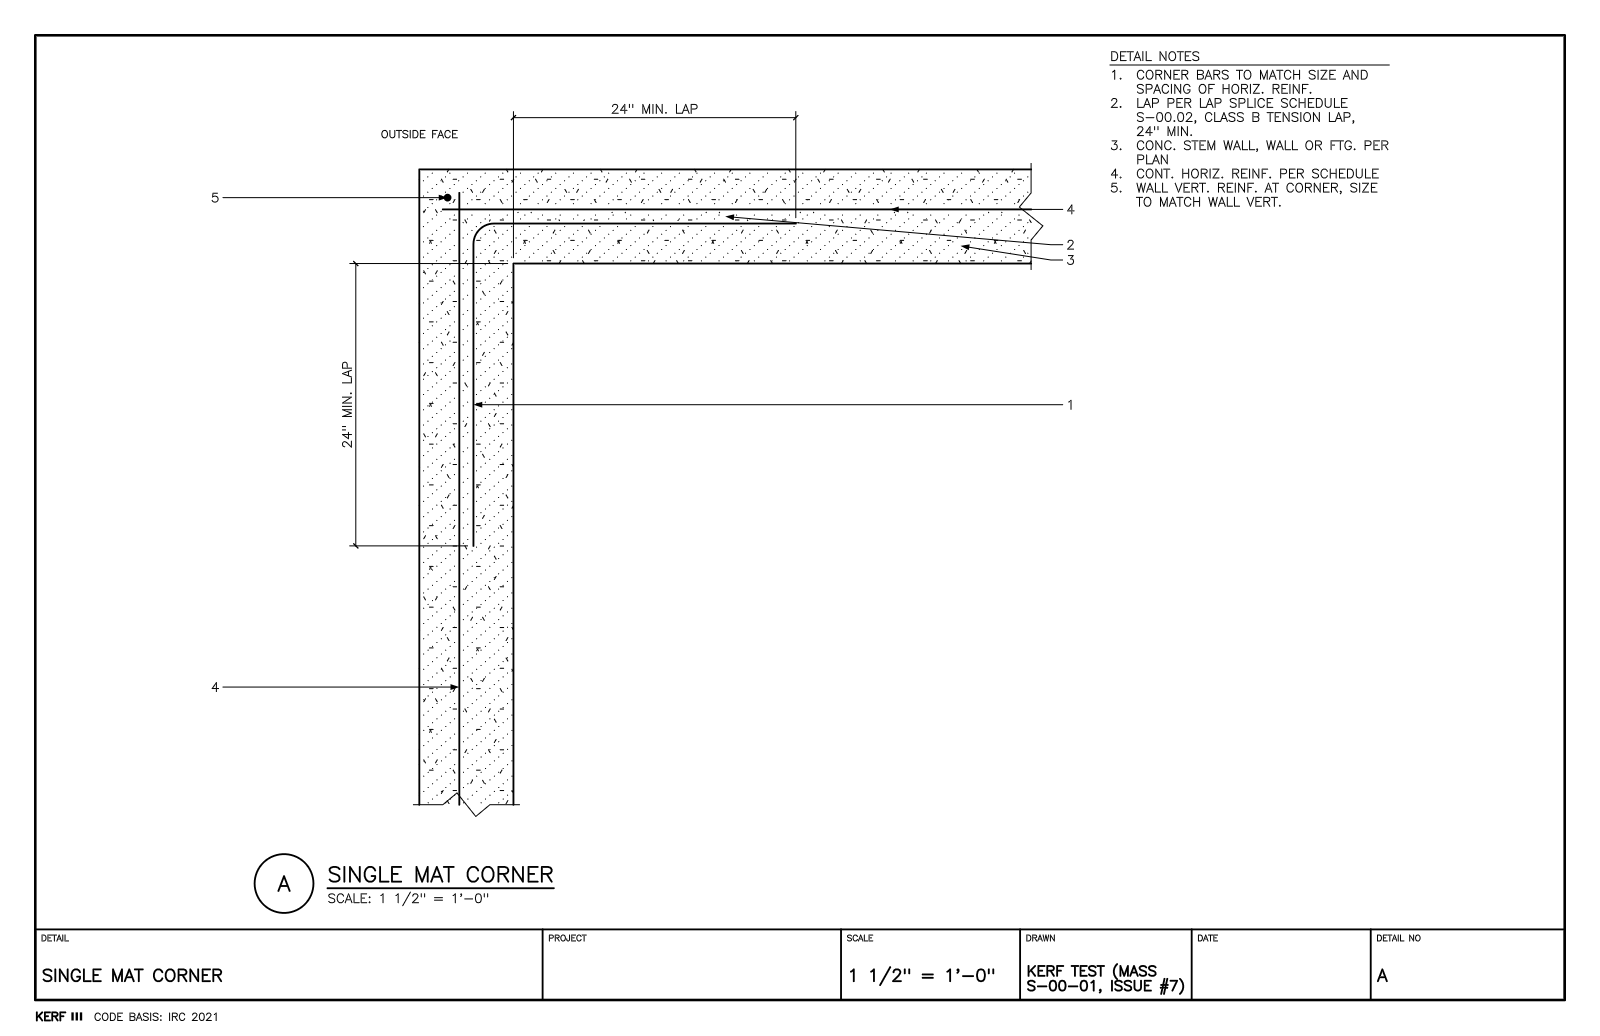 DETAIL NOTES
1. CORNER BARS TO MATCH SIZE AND
SPACING OF HORIZ. REINF.
2. LAP PER LAP SPLICE SCHEDULE
S-00.02, CLASS B TENSION LAP,
24" MIN.
3. CONC. STEM WALL, WALL OR FTG. PER
PLAN
4. CONT. HORIZ. REINF. PER SCHEDULE
5. WALL VERT. REINF. AT CORNER, SIZE
TO MATCH WALL VERT.
24" MIN. LAP
OUTSIDE FACE
5
4
2
3
24" MIN. LAP
1
4
A
SINGLE MAT CORNER
SCALE: 1 1/2" = 1'-0"
DETAIL
SINGLE MAT CORNER
PROJECT
SCALE
1 1/2" = 1'-0"
DRAWN
KERF TEST (MASS
S-00-01, ISSUE #7)
DATE
DETAIL NO
A
KERF III CODE BASIS: IRC 2021